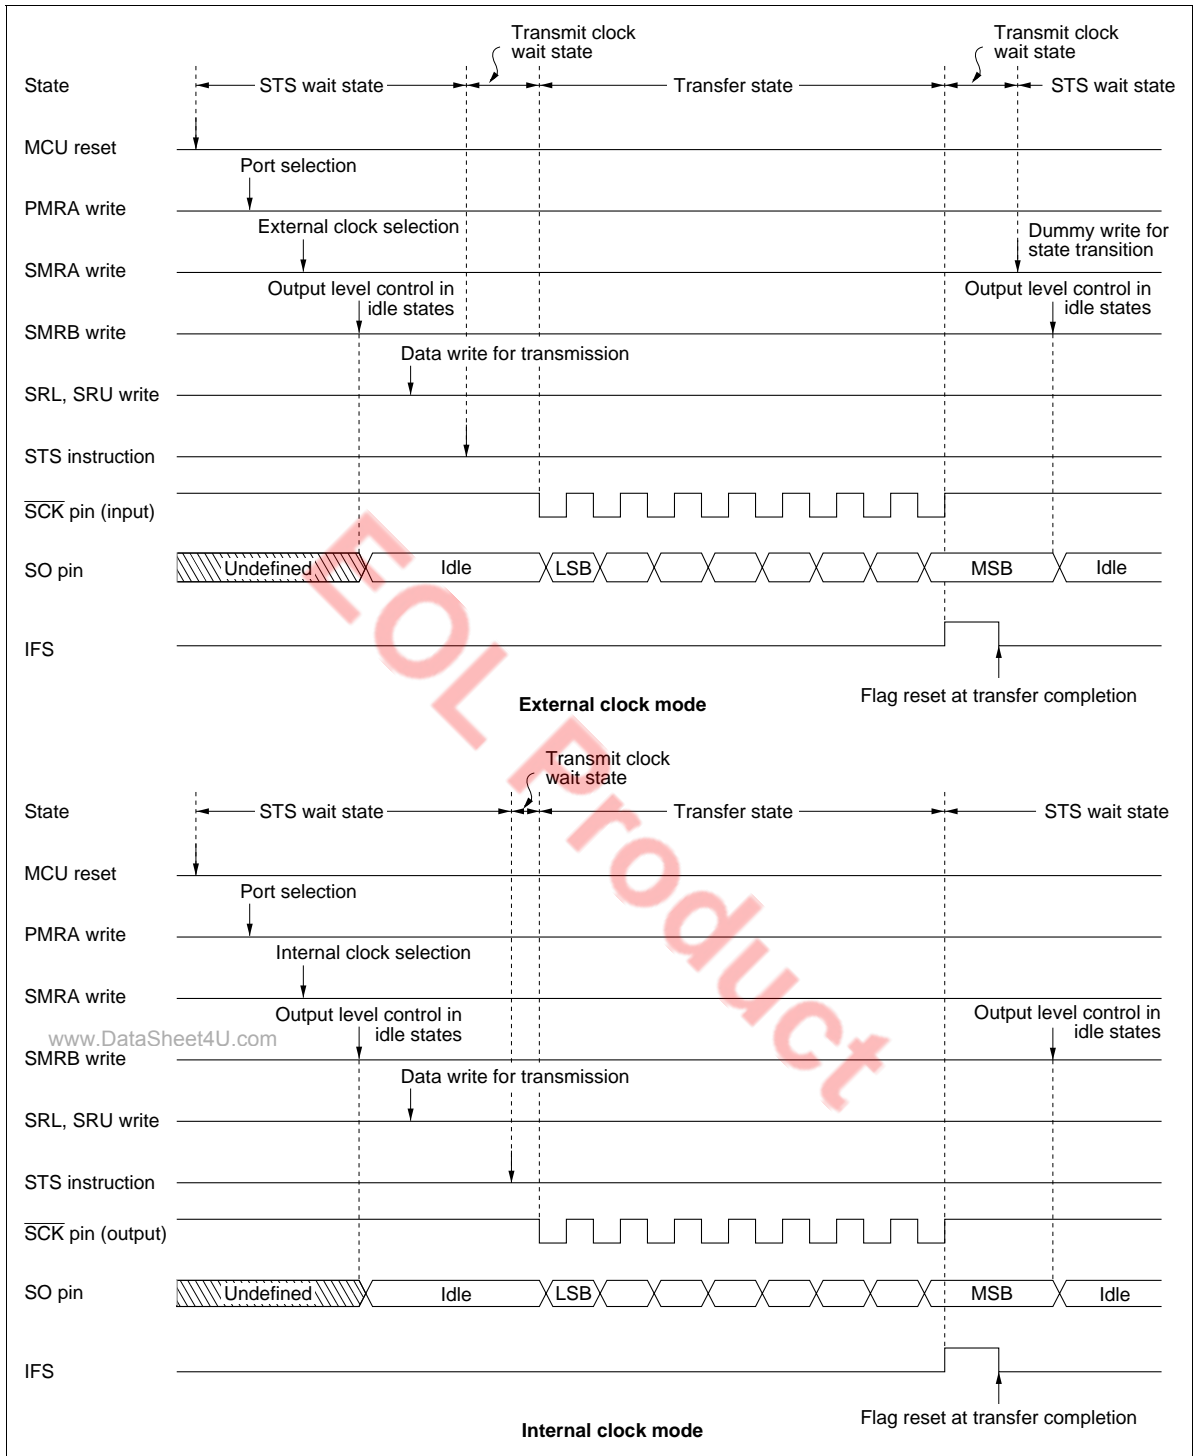 Transmit clock
wait state
Transmit clock
wait state
State
STS wait state
Transfer state
STS wait state
MCU reset
Port selection
PMRA write
External clock selection
Dummy write for
state transition
SMRA write
Output level control in
idle states
Output level control in
idle states
SMRB write
Data write for transmission
SRL, SRU write
STS instruction
SCK pin (input)
SO pin
Undefined
Idle
LSB
MSB
Idle
IFS
Flag reset at transfer completion
External clock mode
EOL Product
Transmit clock
wait state
State
STS wait state
Transfer state
STS wait state
MCU reset
Port selection
PMRA write
Internal clock selection
SMRA write
Output level control in
idle states
Output level control in
idle states
www.DataSheet4U.com
SMRB write
Data write for transmission
SRL, SRU write
STS instruction
SCK pin (output)
SO pin
Undefined
Idle
LSB
MSB
Idle
IFS
Flag reset at transfer completion
Internal clock mode